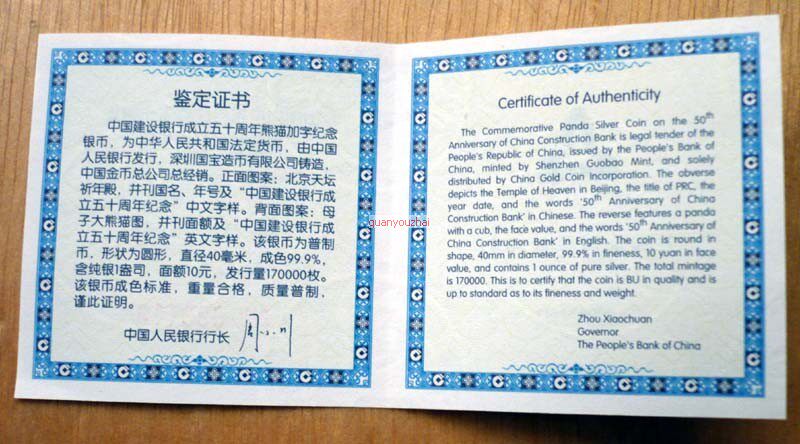 鉴定证书
中国建设银行成立五十周年熊猫加字纪念
银币，为中华人民共和国法定货币，由中国
人民银行发行，深圳国宝造币有限公司铸造，
中国金币总公司总经销。正面图案：北京天坛
祈年殿，并刊国名、年号及“中国建设银行成
立五十周年纪念”中文字样。背面图案：母
子大熊猫图，并刊面额及“中国建设银行成
立五十周年纪念”英文字样。该银币为普制
币，形状为圆形，直径40毫米，成色99.9%，
含纯银1盎司，面额10元，发行量170000枚。
该银币成色标准，重量合格，质量普制，
谨此证明。
中国人民银行行长 周小川
guanyouzhai
Certificate of Authenticity
The Commemorative Panda Silver Coin on the 50th
Anniversary of China Construction Bank is legal tender of the
People's Republic of China, issued by the People's Bank of
China, minted by Shenzhen Guobao Mint, and solely
distributed by China Gold Coin Incorporation. The obverse
depicts the Temple of Heaven in Beijing, the title of PRC, the
year date, and the words '50th Anniversary of China
Construction Bank' in Chinese. The reverse features a panda
with a cub, the face value, and the words '50th Anniversary of
China Construction Bank' in English. The coin is round in
shape, 40mm in diameter, 99.9% in fineness, 10 yuan in face
value, and contains 1 ounce of pure silver. The total mintage
is 170000. This is to certify that the coin is BU in quality and is
up to standard as to its fineness and weight.
Zhou Xiaochuan
Governor
The People's Bank of China